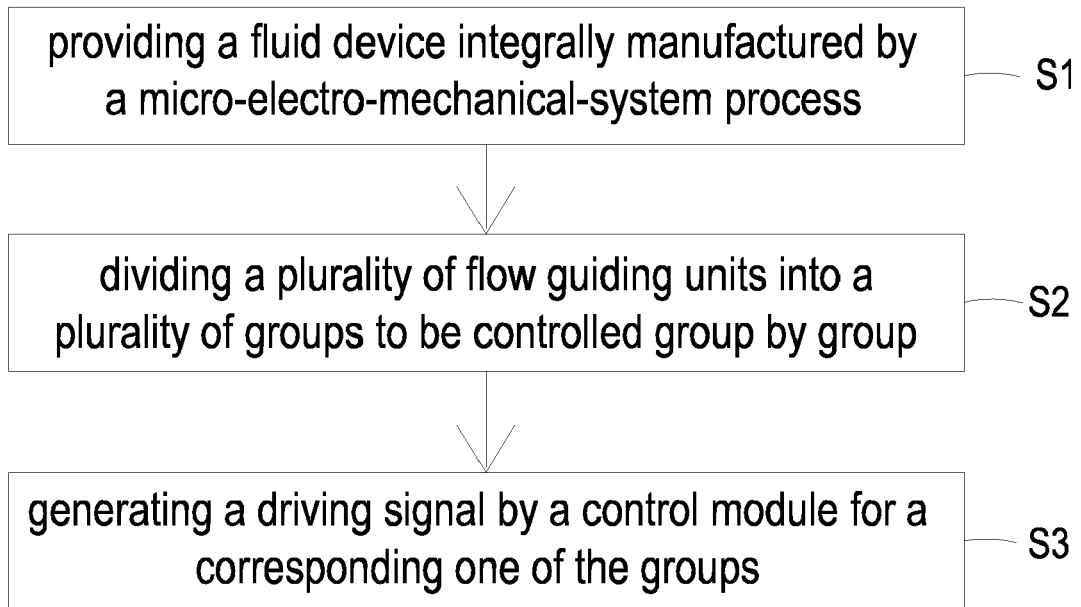 providing a fluid device integrally manufactured by
a micro-electro-mechanical-system process
S1
dividing a plurality of flow guiding units into a
plurality of groups to be controlled group by group
S2
generating a driving signal by a control module for a
corresponding one of the groups
S3